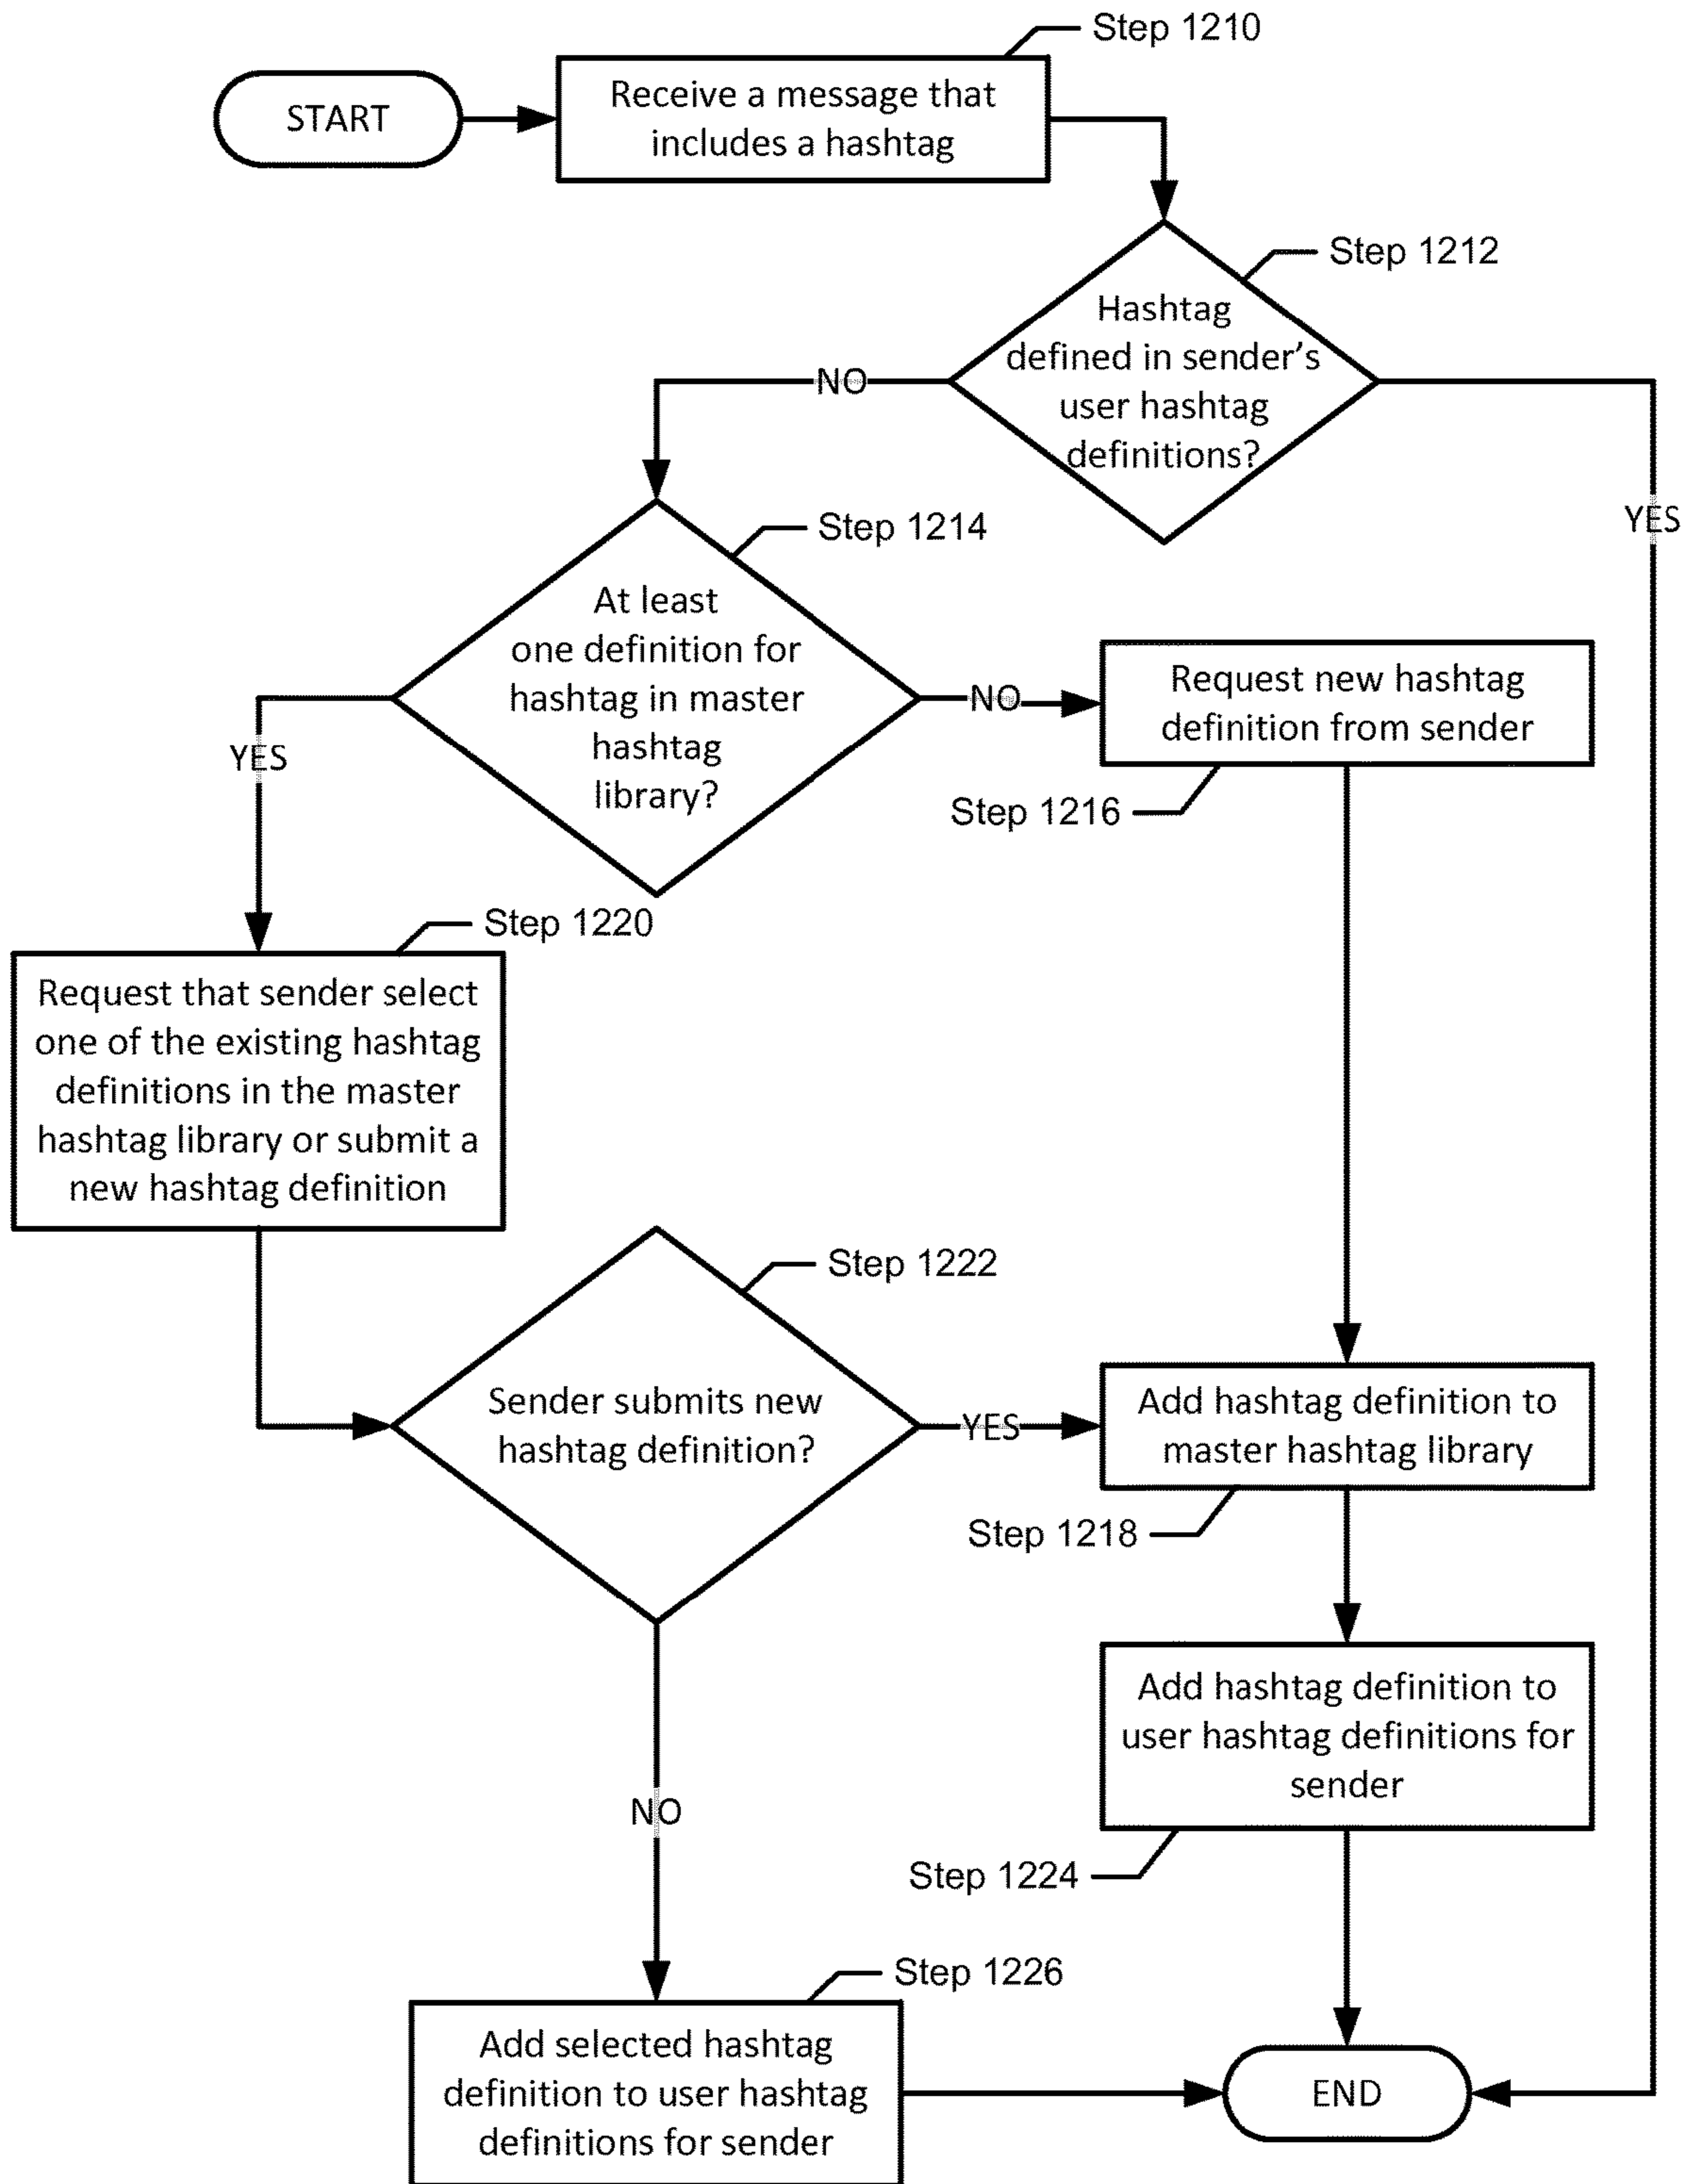 Step 1210
START
Receive a message that
includes a hashtag
Step 1212
Hashtag
defined in sender’s
user hashtag
definitions?
NO
YES
Step 1214
At least
one definition for
hashtag in master
hashtag
library?
NO
Request new hashtag
definition from sender
YES
Step 1216
Step 1220
Request that sender select
one of the existing hashtag
definitions in the master
hashtag library or submit a
new hashtag definition
Step 1222
Sender submits new
hashtag definition?
YES
Add hashtag definition to
master hashtag library
Step 1218
Add hashtag definition to
user hashtag definitions for
sender
NO
Step 1224
Step 1226
Add selected hashtag
definition to user hashtag
definitions for sender
END